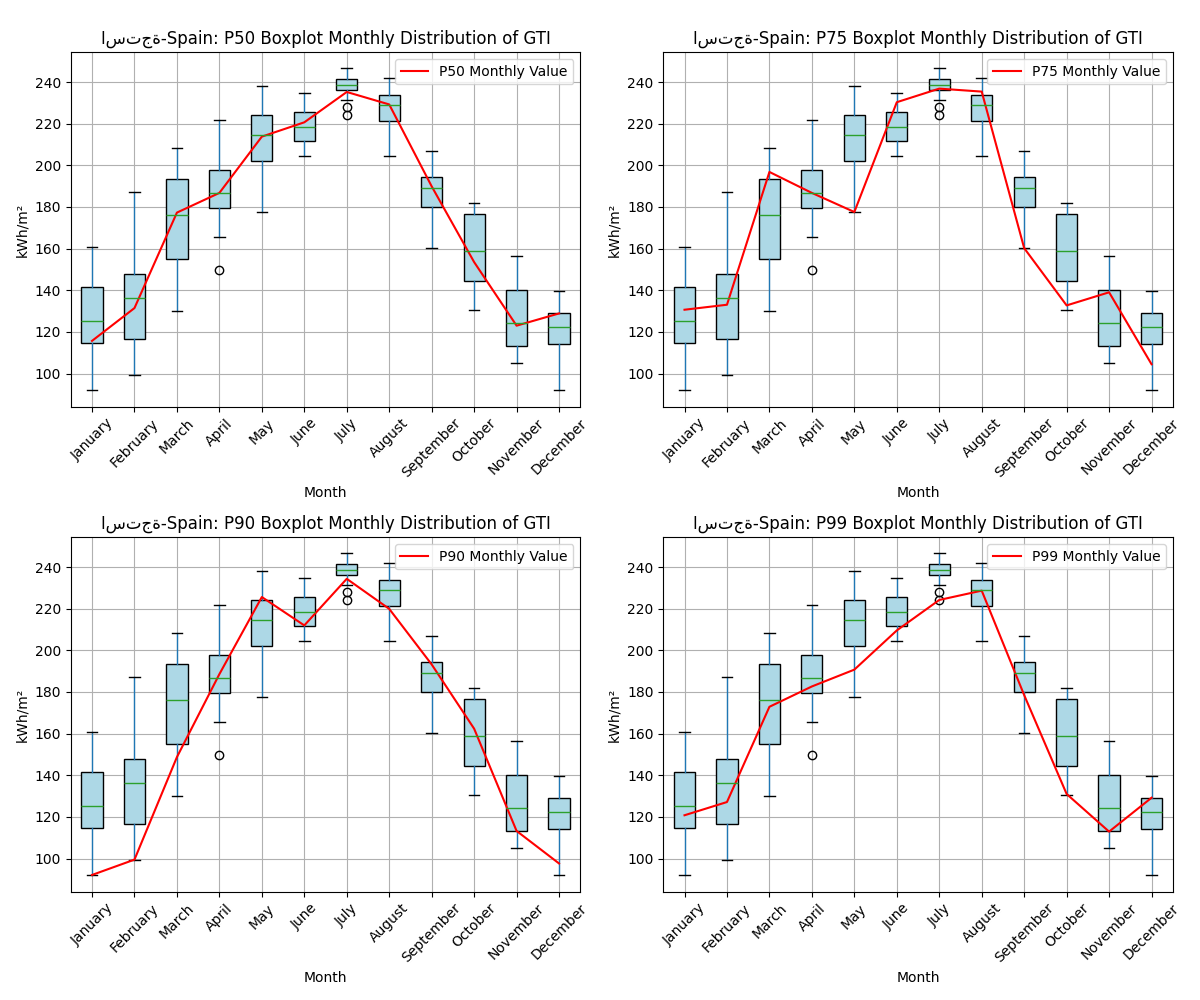 استجة-Spain: P50 Boxplot Monthly Distribution of GTI
P50 Monthly Value
kWh/m²
240
220
200
180
160
140
120
100
January
February
March
April
May
June
July
August
September
October
November
December
Month
استجة-Spain: P75 Boxplot Monthly Distribution of GTI
P75 Monthly Value
kWh/m²
240
220
200
180
160
140
120
100
January
February
March
April
May
June
July
August
September
October
November
December
Month
استجة-Spain: P90 Boxplot Monthly Distribution of GTI
P90 Monthly Value
kWh/m²
240
220
200
180
160
140
120
100
January
February
March
April
May
June
July
August
September
October
November
December
Month
استجة-Spain: P99 Boxplot Monthly Distribution of GTI
P99 Monthly Value
kWh/m²
240
220
200
180
160
140
120
100
January
February
March
April
May
June
July
August
September
October
November
December
Month